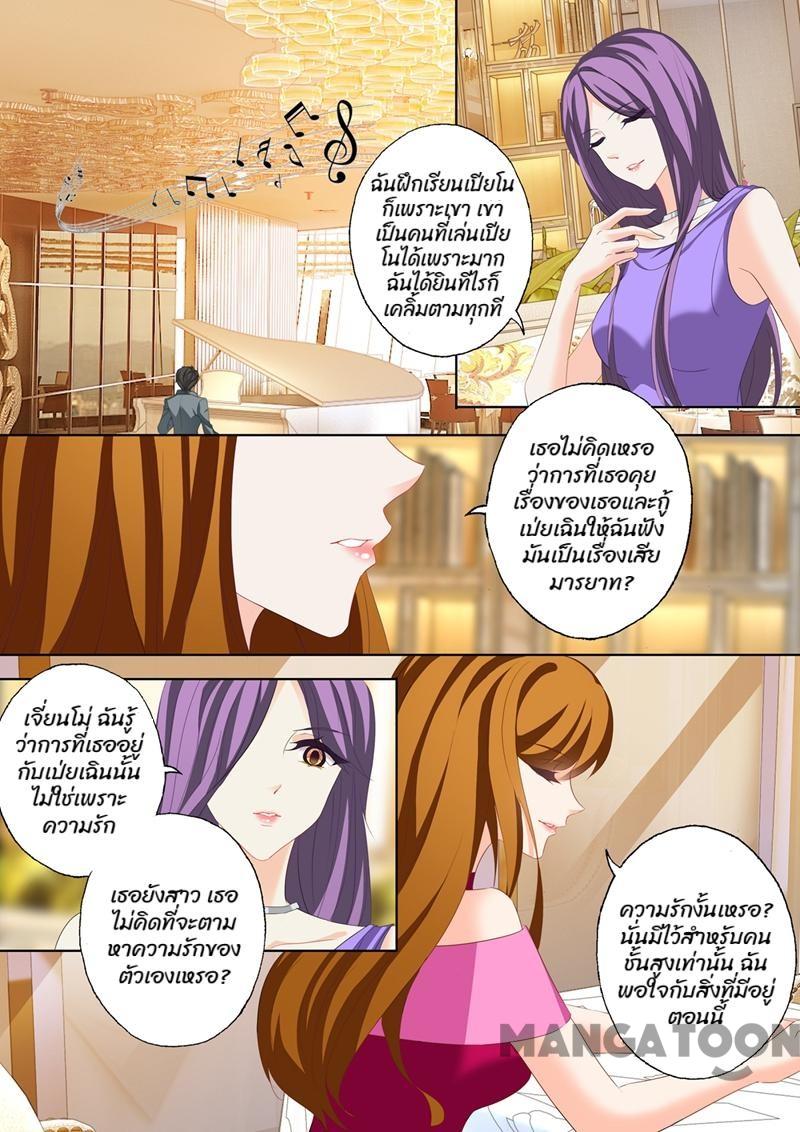 ฉันฝึกเรียนเปียโน
ก็เพราะเขา เขา
เป็นคนที่เล่นเปีย
โนได้เพราะมาก
ฉันได้ยินทีไรก็
เคลิ้มตามทุกที
เธอไม่คิดเหรอ
ว่าการที่เธอคุย
เรื่องของเธอและกู้
เป่ยเฉินให้ฉันฟัง
มันเป็นเรื่องเสีย
มารยาท?
เจี่ยนโม่ ฉันรู้
ว่าการที่เธออยู่
กับเป่ยเฉินนั้น
ไม่ใช่เพราะ
ความรัก
เธอยังสาว เธอ
ไม่คิดที่จะตาม
หาความรักของ
ตัวเองเหรอ?
ความรักงั้นเหรอ?
นั่นมีไว้สำหรับคน
ชั้นสูงเท่านั้น ฉัน
พอใจกับสิ่งที่มีอยู่
ตอนนี้
MANGATOON